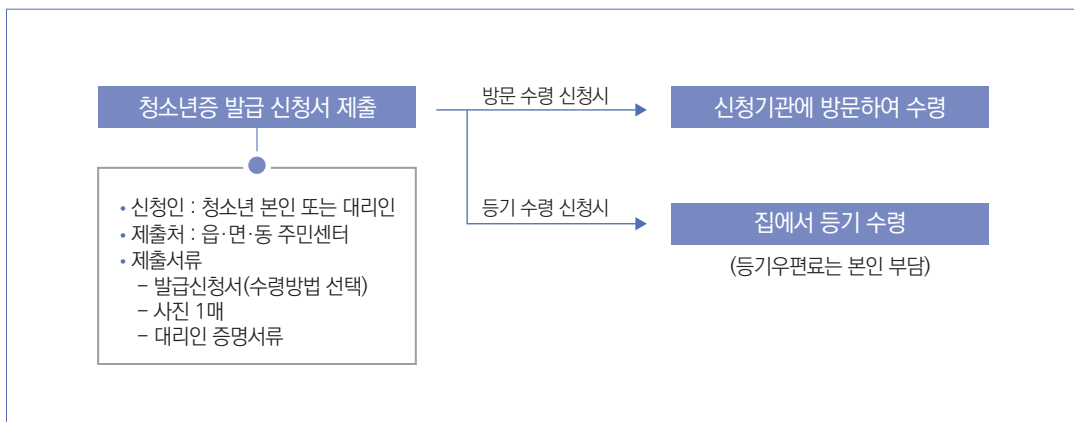 청소년증 발급 신청서 제출
방문 수령 신청시
신청기관에 방문하여 수령
• 신청인 : 청소년 본인 또는 대리인
• 제출처 : 읍·면·동 주민센터
• 제출서류
– 발급신청서(수령방법 선택)
– 사진 1매
– 대리인 증명서류
등기 수령 신청시
집에서 등기 수령
(등기우편료는 본인 부담)